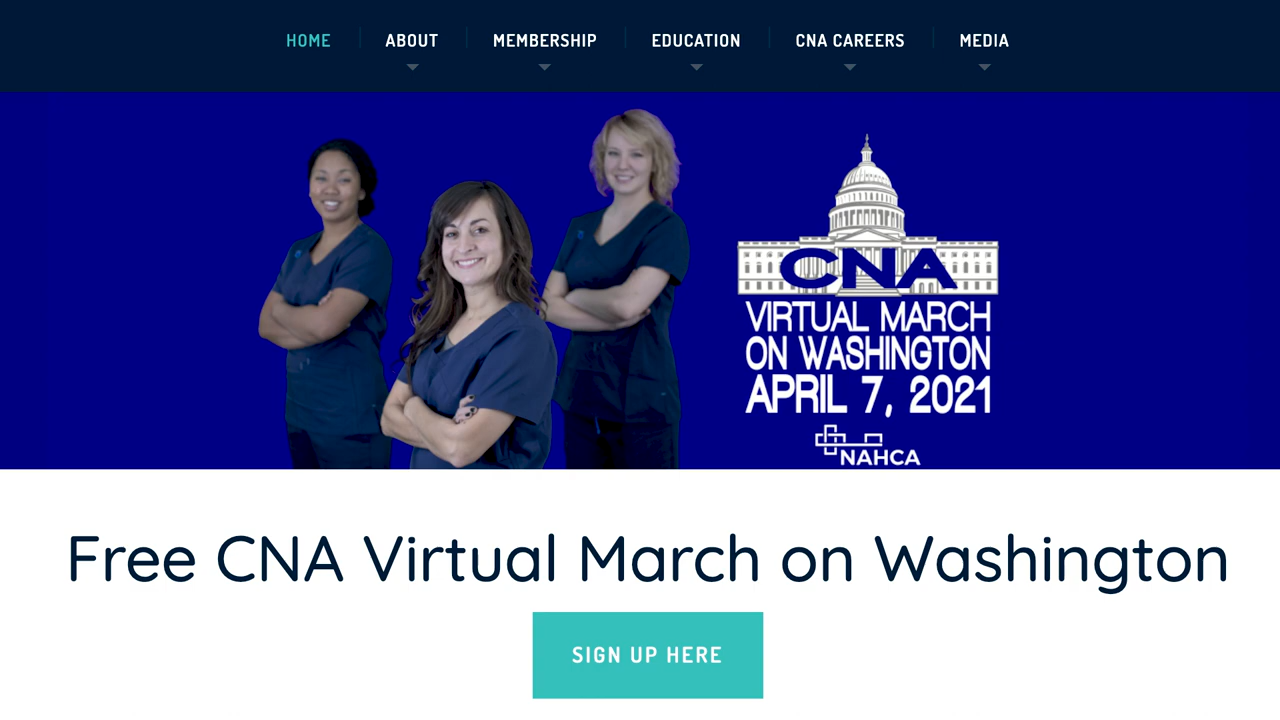 HOME
ABOUT
MEMBERSHIP
EDUCATION
CNA CAREERS
MEDIA
CNA
VIRTUAL MARCH
ON WASHINGTON
APRIL 7, 2021
NAHCA
Free CNA Virtual March on Washington
SIGN UP HERE